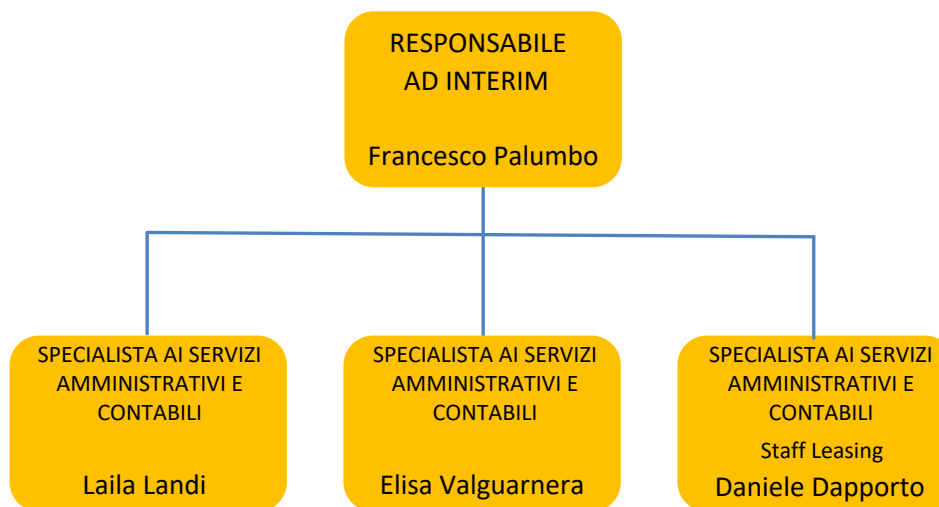 RESPONSABILE
AD INTERIM
Francesco Palumbo
SPECIALISTA AI SERVIZI
AMMINISTRATIVI E
CONTABILI
Laila Landi
SPECIALISTA AI SERVIZI
AMMINISTRATIVI E
CONTABILI
Elisa Valguarnera
SPECIALISTA AI SERVIZI
AMMINISTRATIVI E
CONTABILI
Staff Leasing
Daniele Dapporto